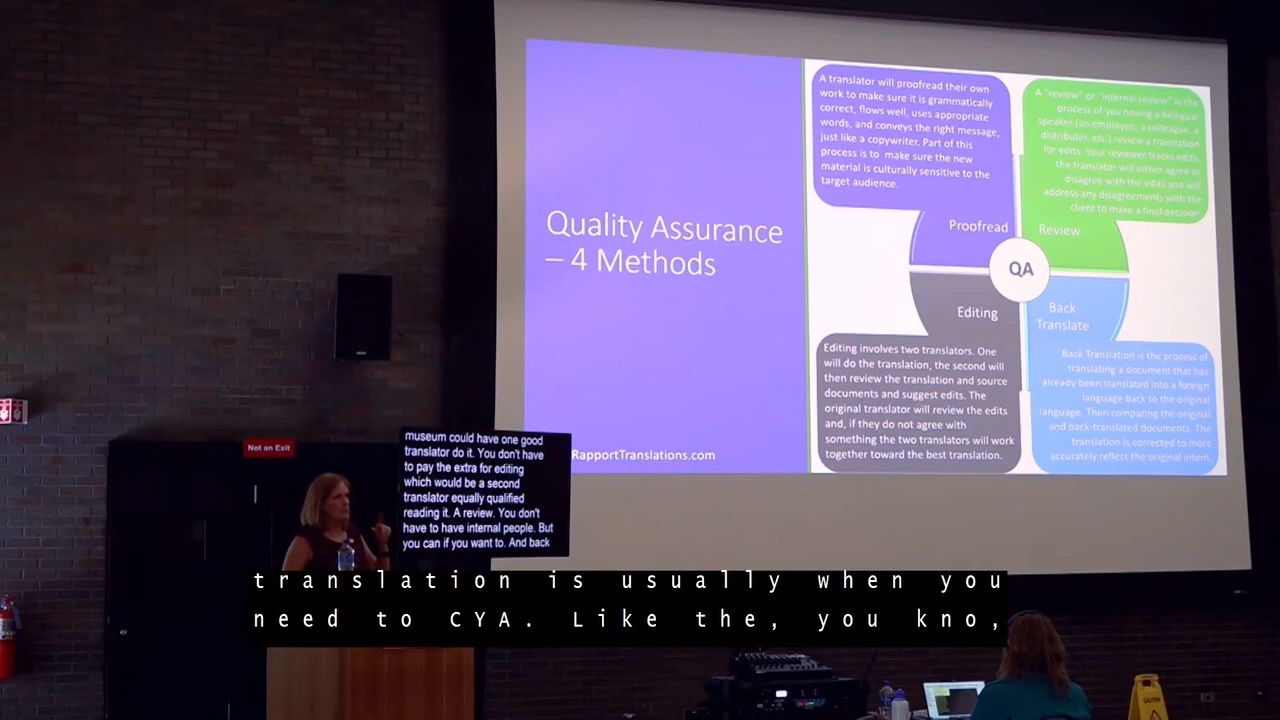 Quality Assurance
– 4 Methods
RapportTranslations.com
A translator will proofread their own
work to make sure it is grammatically
correct, flows well, uses appropriate
words, and conveys the right message,
just like a copywriter. Part of this
process is to make sure the new
material is culturally sensitive to the
target audience.
Proofread
A "review" or "internal review" is the
process of you having a bilingual
speaker (an employee, a colleague, a
distributer, etc.) review a translation
for edits. Your reviewer tracks edits,
the translator will either agree or
disagree with the edits and will
address any disagreements with the
client to make a final decision
Review
QA
Editing
Editing involves two translators. One
will do the translation, the second will
then review the translation and source
documents and suggest edits. The
original translator will review the edits
and, if they do not agree with
something the two translators will work
together toward the best translation.
Back
Translate
Back Translation is the process of
translating a document that has
already been translated into a foreign
language back to the original
language. Then comparing the original
and back-translated documents. The
translation is corrected to more
accurately reflect the original intent.
Not an Exit
museum could have one good
translator do it. You don't have
to pay the extra for editing
which would be a second
translator equally qualified
reading it. A review. You don't
have to have internal people. But
you can if you want to. And back
translation is usually when you
need to CYA. Like the, you kno,